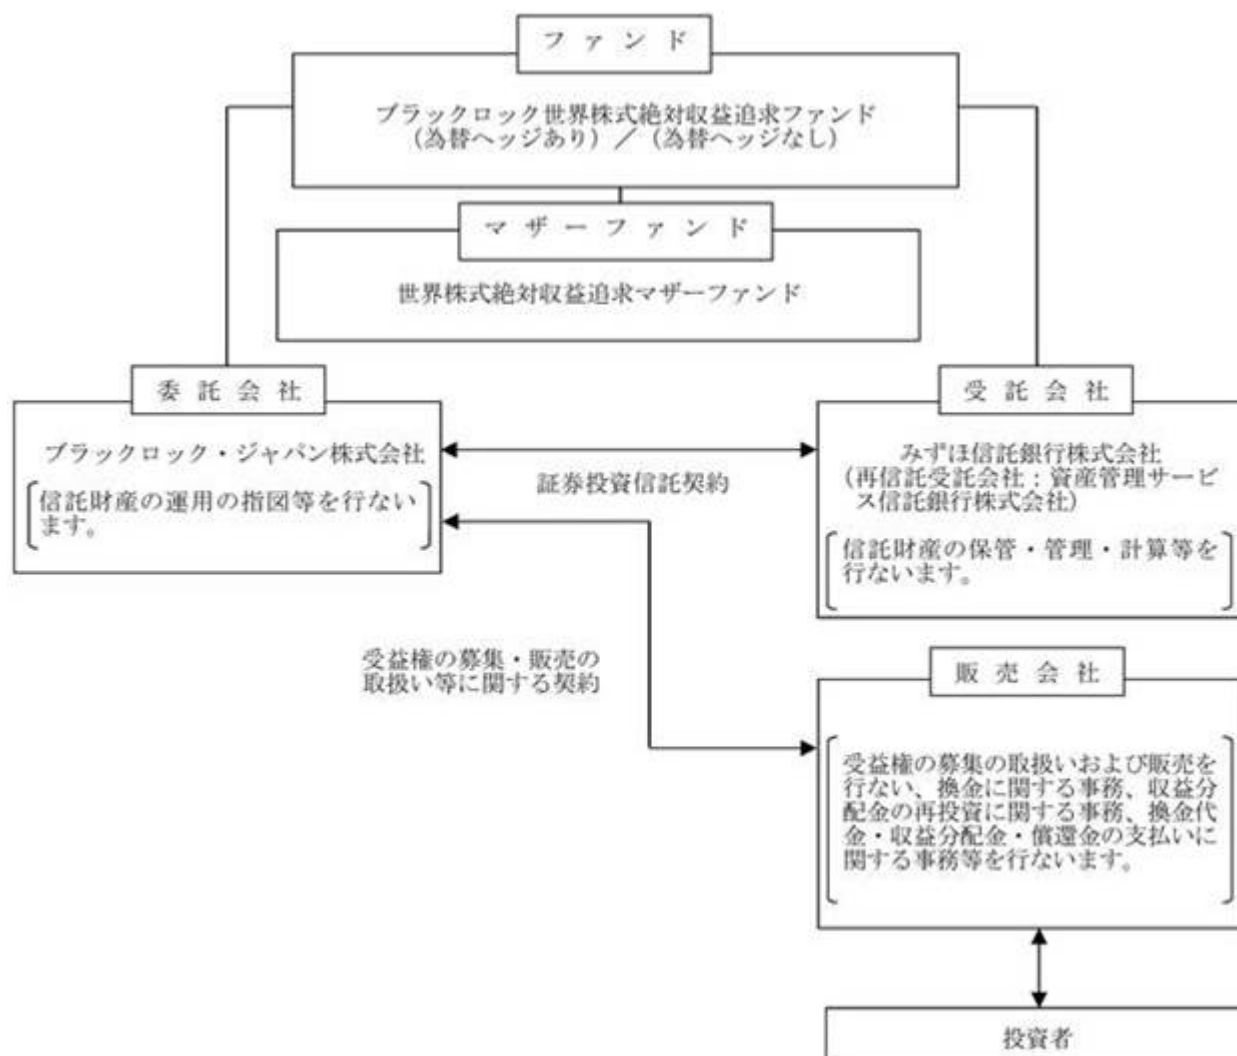 ファンド
ブラックロック世界株式絶対収益追求ファンド
（為替ヘッジあり）／（為替ヘッジなし）
マザーファンド
世界株式絶対収益追求マザーファンド
委託会社
ブラックロック・ジャパン株式会社
信託財産の運用の指図等を行ない
ます。
証券投資信託契約
受託会社
みずほ信託銀行株式会社
（再信託受託会社：資産管理サービ
ス信託銀行株式会社）
信託財産の保管・管理・計算等を
行ないます。
受益権の募集・販売の
取扱い等に関する契約
販売会社
受益権の募集の取扱いおよび販売を
行ない、換金に関する事務、収益分
配金の再投資に関する事務、換金代
金・収益分配金・償還金の支払いに
関する事務等を行ないます。
投資者